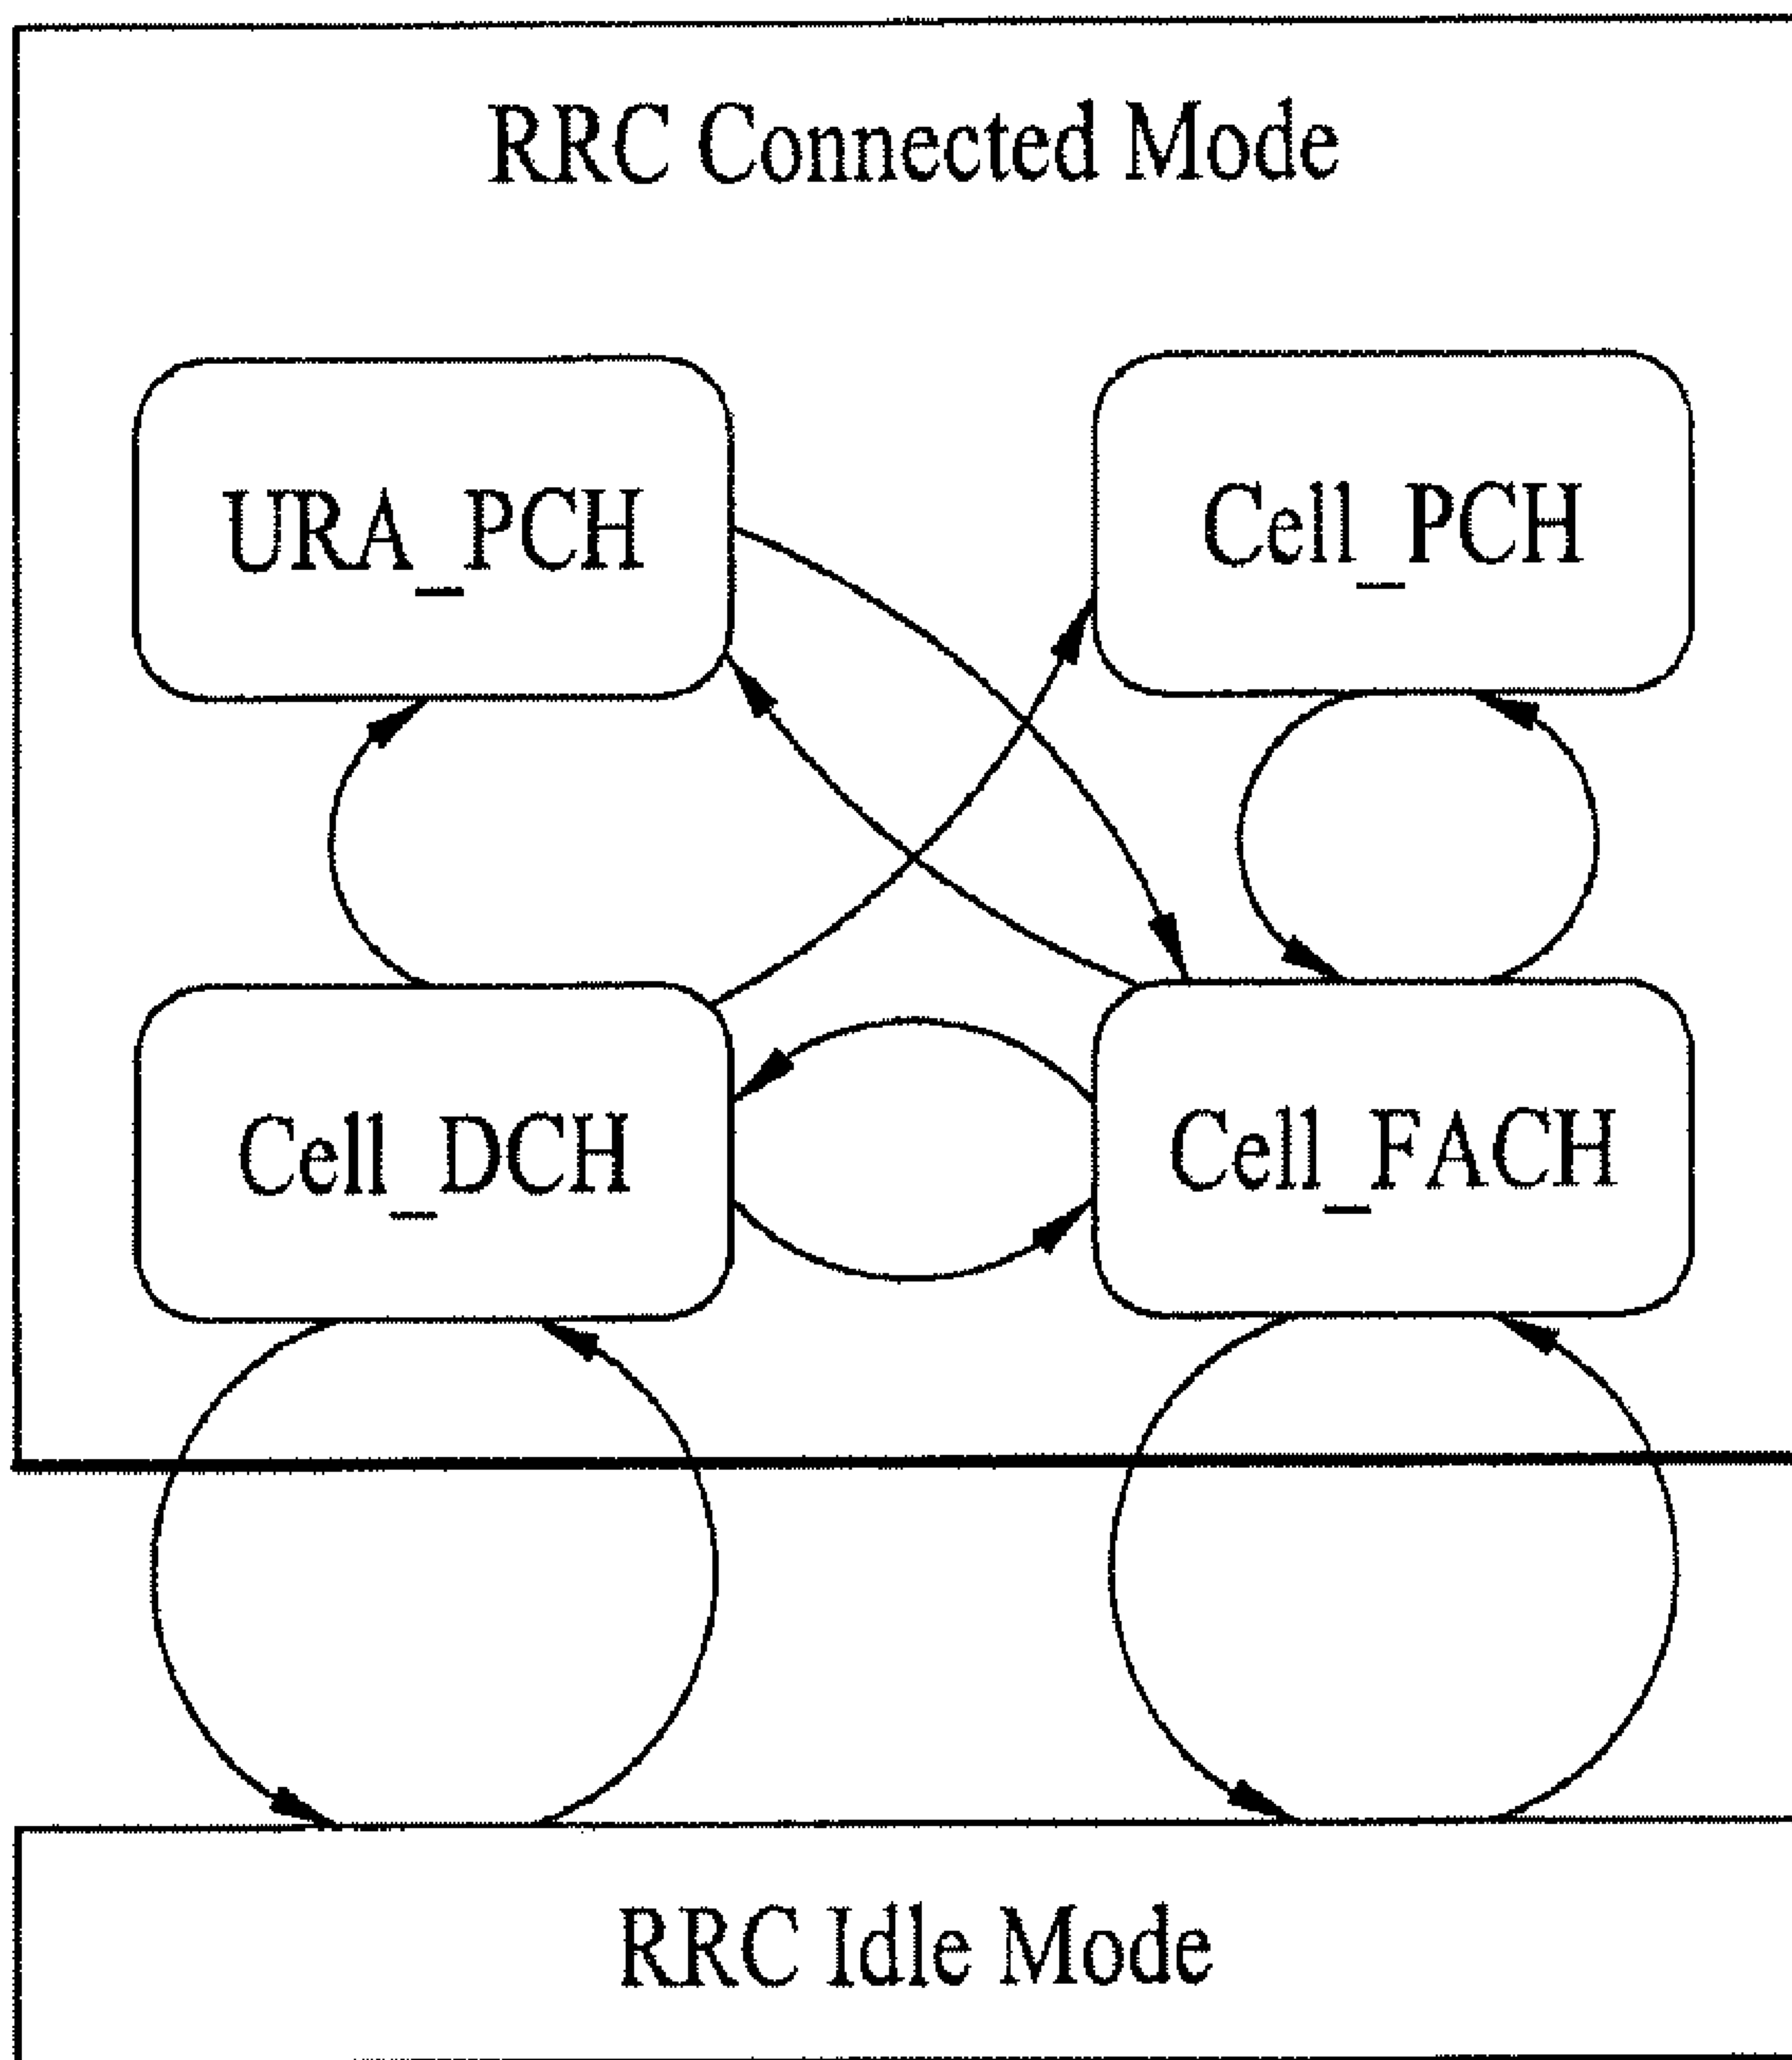 RRC Connected Mode
URA_PCH
Cell_PCH
Cell_DCH
Cell_FACH
RRC Idle Mode